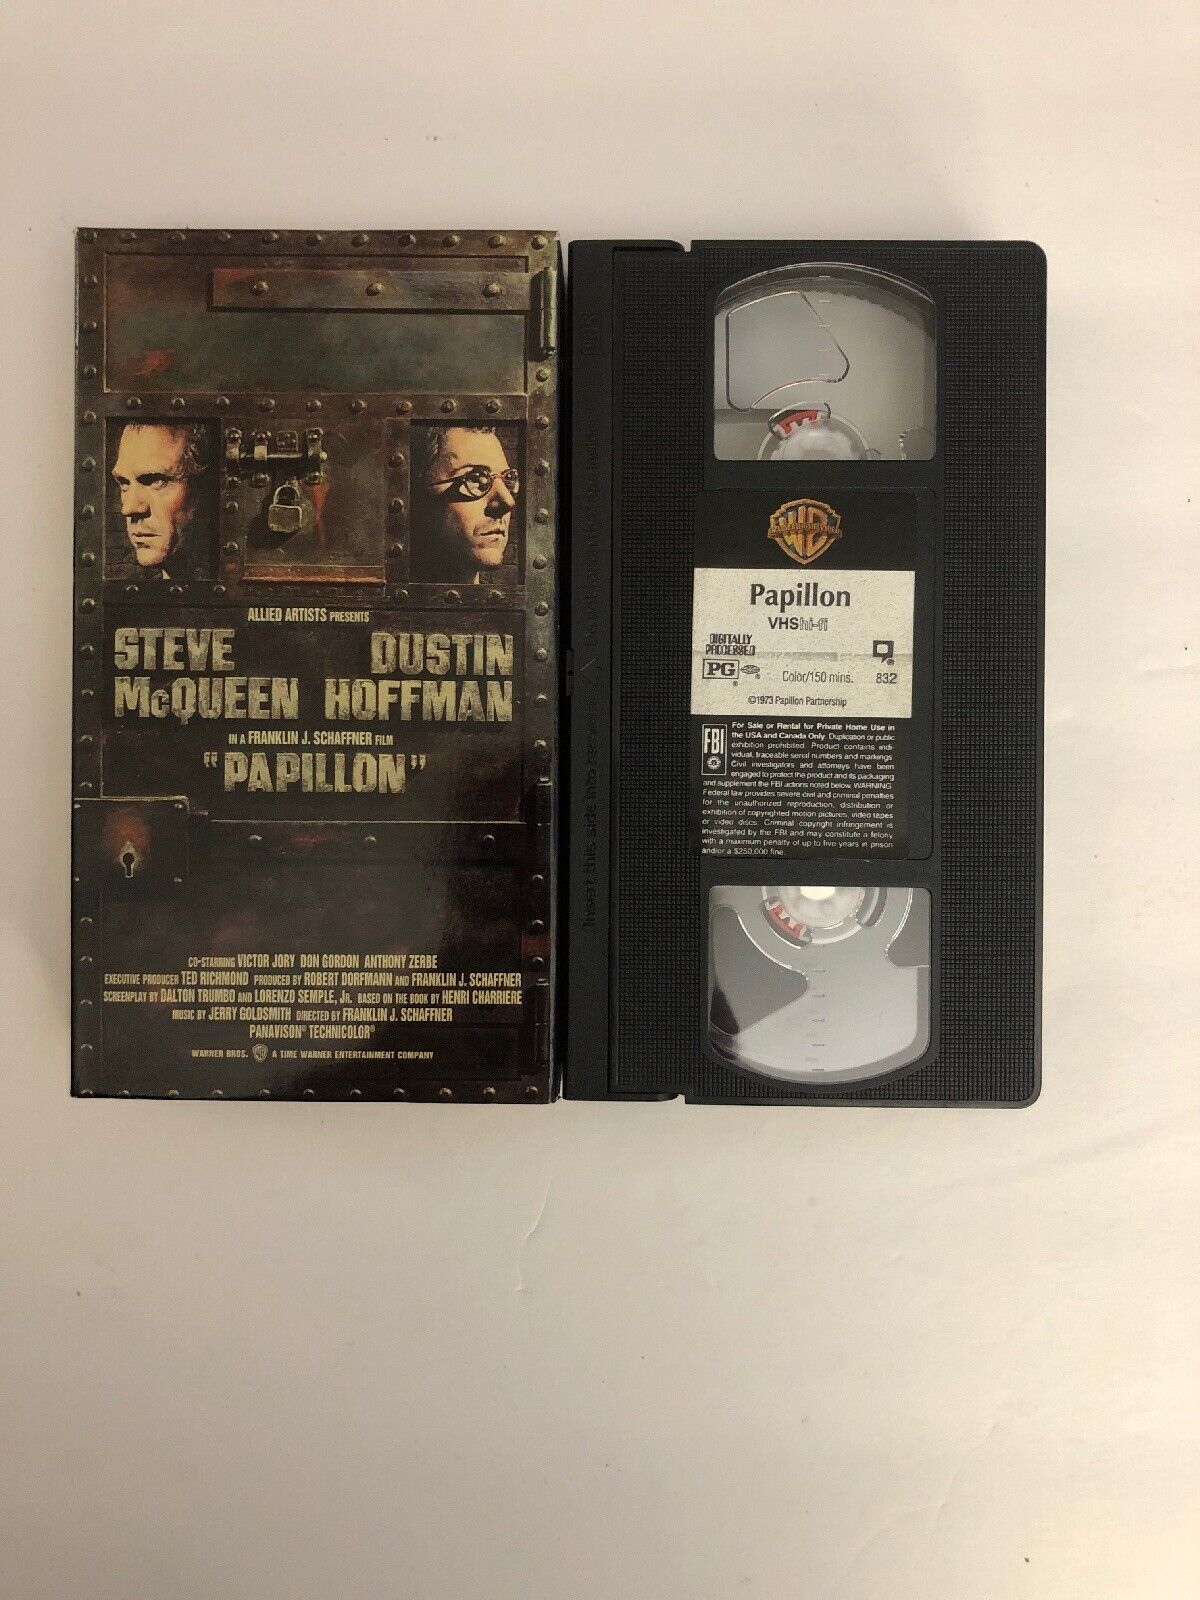 ALLIED ARTISTS PRESENTS
STEVE DUSTIN
McQUEEN HOFFMAN
IN A FRANKLIN J. SCHAFFNER FILM
"PAPILLON"
CO-STARRING VICTOR JORY DON GORDON ANTHONY ZERBE
EXECUTIVE PRODUCER TED RICHMOND PRODUCED BY ROBERT DORFMANN AND FRANKLIN J. SCHAFFNER
SCREENPLAY BY DALTON TRUMBO AND LORENZO SEMPLE, JR. BASED ON THE BOOK BY HENRI CHARRIERE
MUSIC BY JERRY GOLDSMITH DIRECTED BY FRANKLIN J. SCHAFFNER
PANAVISION® TECHNICOLOR®
WARNER BROS. WB A TIME WARNER ENTERTAINMENT COMPANY
Insert this side into recorder
WB
Papillon
VHS hi-fi
DIGITALLY
PROCESSED
PG Color/150 mins. 832
©1973 Papillon Partnership
FBI
For Sale or Rental for Private Home Use in
the USA and Canada Only. Duplication or public
exhibition prohibited. Product contains indi-
vidual, traceable serial numbers and markings.
Civil investigators and attorneys have been
engaged to protect the product and its packaging
and supplement the FBI actions noted below. WARNING:
Federal law provides severe civil and criminal penalties
for the unauthorized reproduction, distribution or
exhibition of copyrighted motion pictures, video tapes
or video discs. Criminal copyright infringement is
investigated by the FBI and may constitute a felony
with a maximum penalty of up to five years in prison
and/or a $250,000 fine.